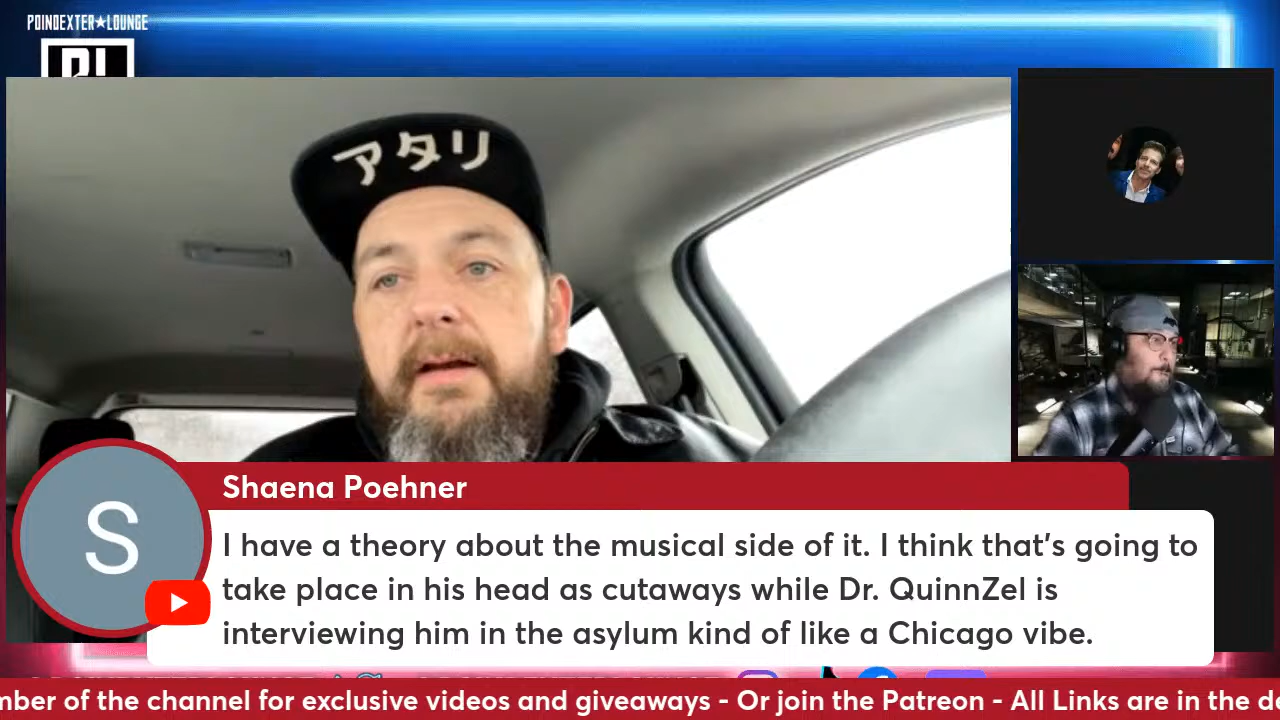 POINDEXTER★LOUNGE
アタリ
Shaena Poehner
S
I have a theory about the musical side of it. I think that's going to
take place in his head as cutaways while Dr. QuinnZel is
interviewing him in the asylum kind of like a Chicago vibe.
mber of the channel for exclusive videos and giveaways - Or join the Patreon - All Links are in the de